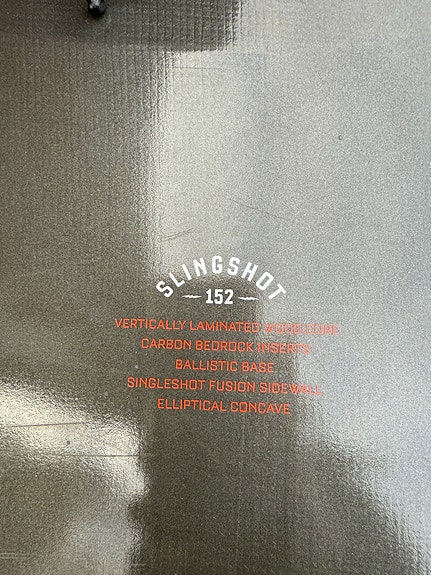 SLINGSHOT
152
VERTICALLY LAMINATED WOOD CORE
CARBON BEDROCK INSERTS
BALLISTIC BASE
SINGLESHOT FUSION SIDEWALL
ELLIPTICAL CONCAVE